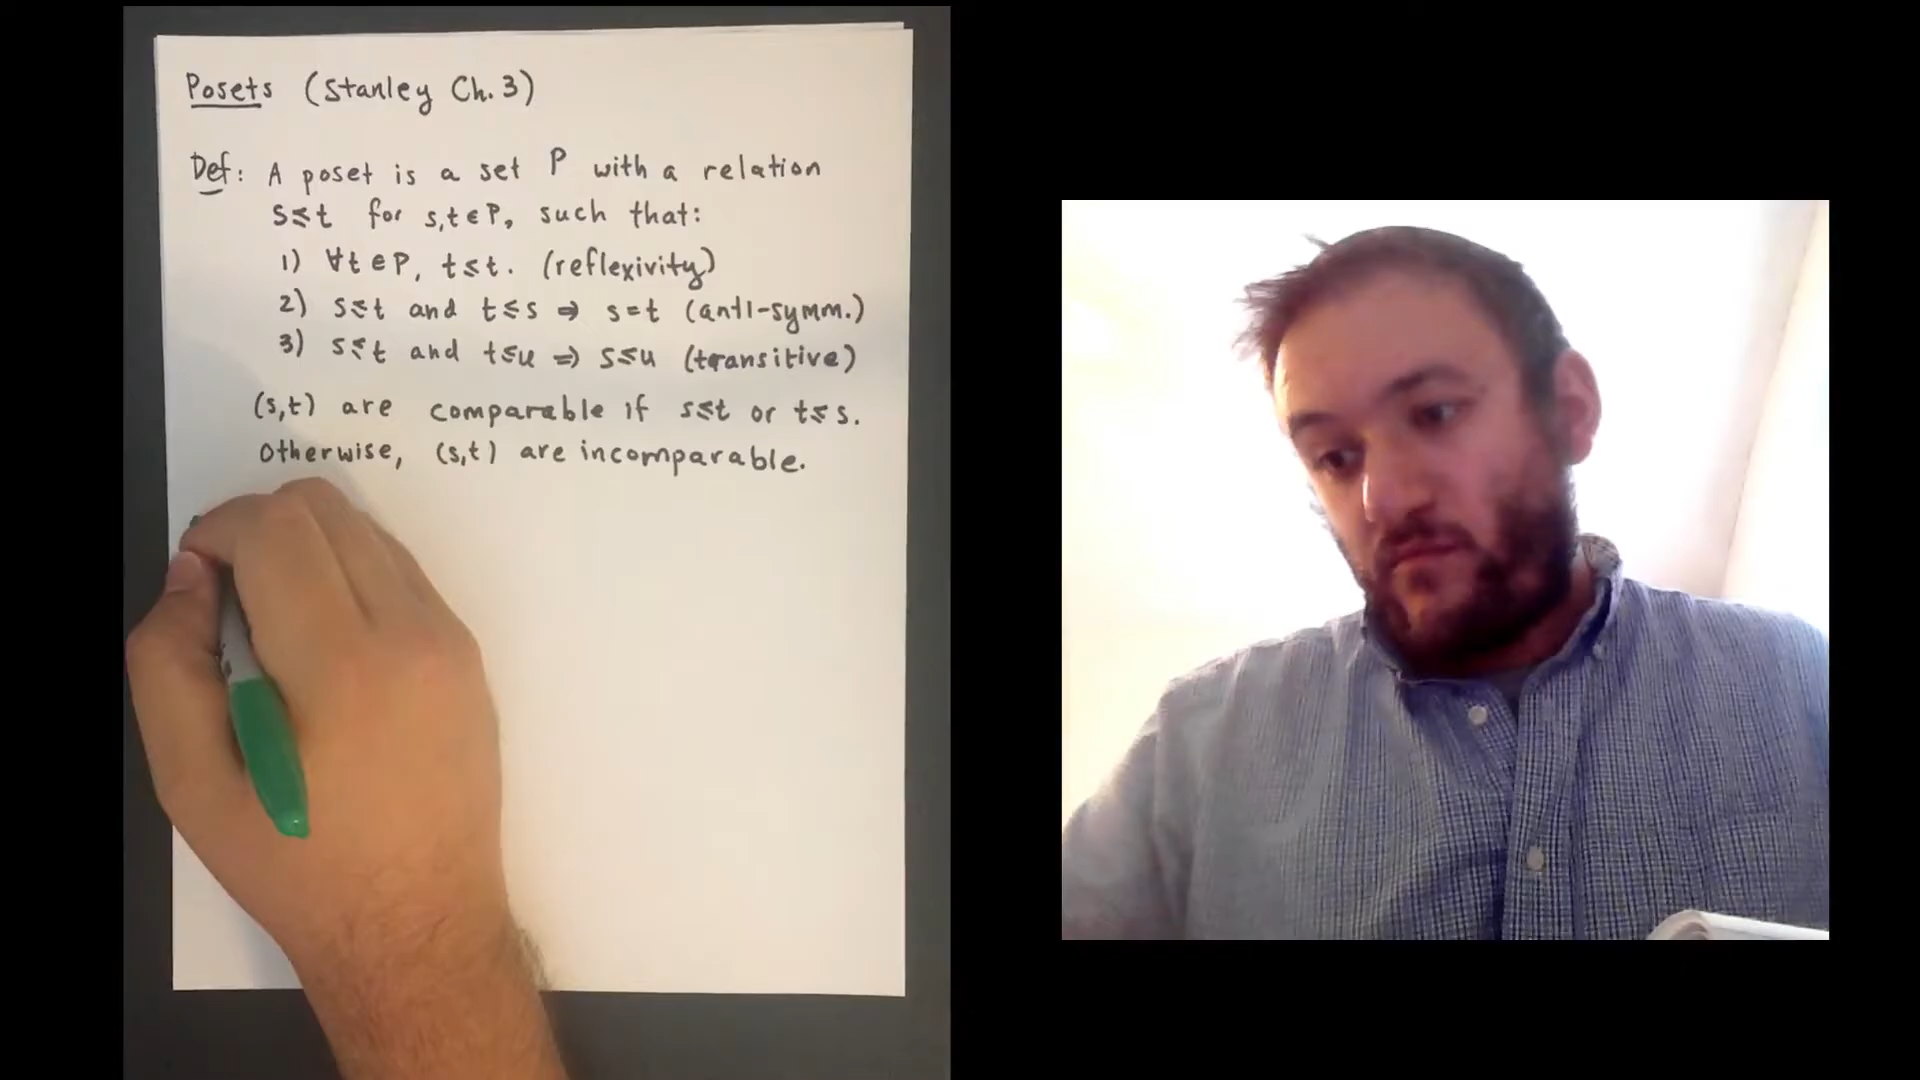 Posets (Stanley Ch. 3)
Def: A poset is a set P with a relation
s≤t for s,t∈P, such that:
1) ∀t∈P, t≤t. (reflexivity)
2) s≤t and t≤s ⇒ s=t (anti-symm.)
3) s≤t and t≤u ⇒ s≤u (transitive)
(s,t) are comparable if s≤t or t≤s.
Otherwise, (s,t) are incomparable.